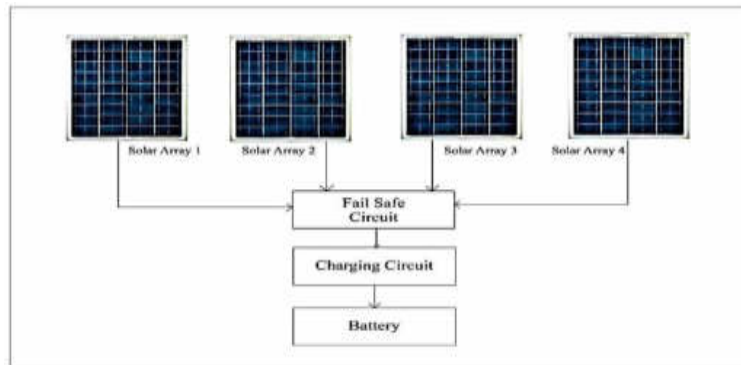 Solar Array 1
Solar Array 2
Solar Array 3
Solar Array 4
Fail Safe
Circuit
Charging Circuit
Battery